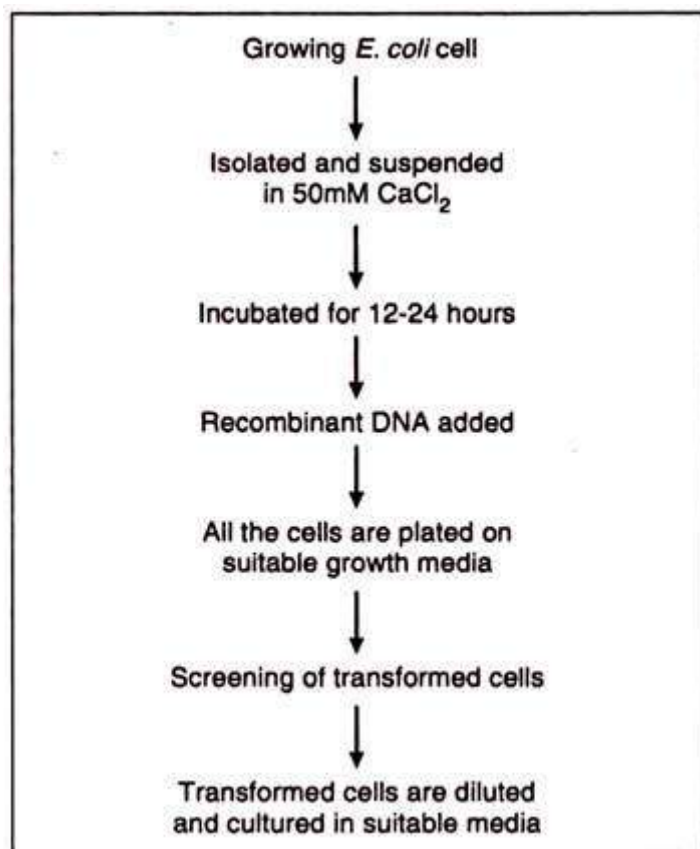 Growing E. coli cell
Isolated and suspended
in 50mM CaCl₂
Incubated for 12-24 hours
Recombinant DNA added
All the cells are plated on
suitable growth media
Screening of transformed cells
Transformed cells are diluted
and cultured in suitable media